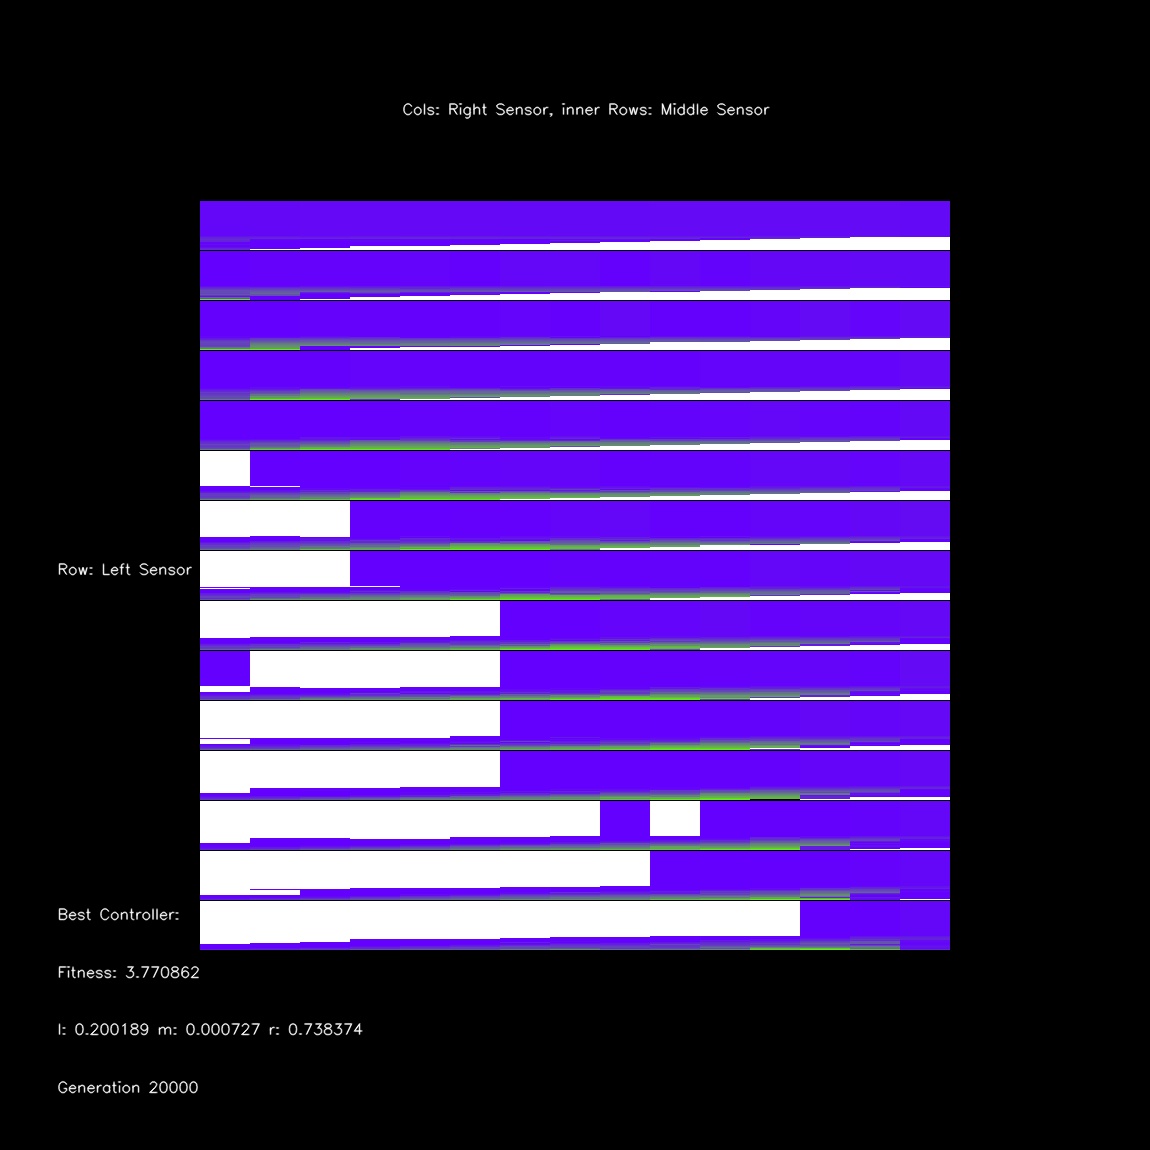 Cols: Right Sensor, inner Rows: Middle Sensor
Row: Left Sensor
Best Controller:
Fitness: 3.770862
l: 0.200189 m: 0.000727 r: 0.738374
Generation 20000